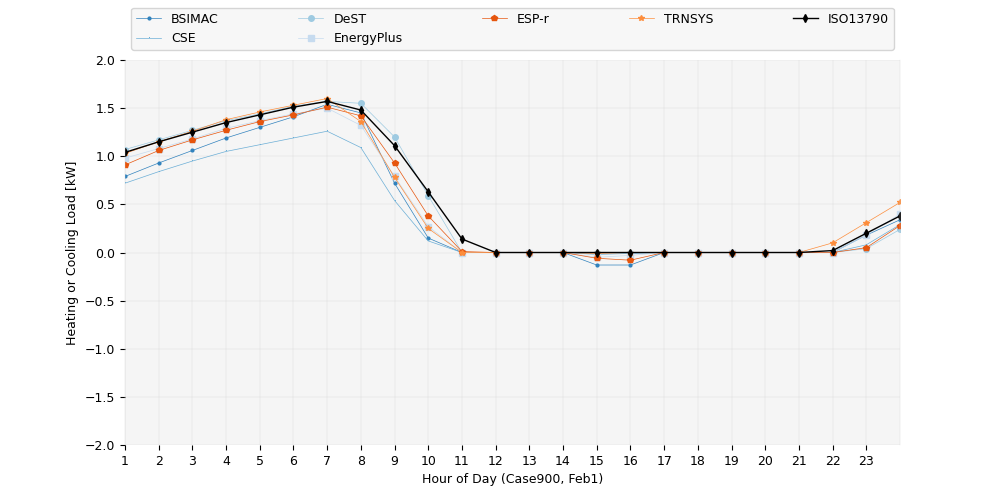 BSIMAC DeST ESP-r TRNSYS ISO13790
CSE EnergyPlus
2.0
1.5
1.0
0.5
0.0
−0.5
−1.0
−1.5
−2.0
Heating or Cooling Load [kW]
1 2 3 4 5 6 7 8 9 10 11 12 13 14 15 16 17 18 19 20 21 22 23
Hour of Day (Case900, Feb1)